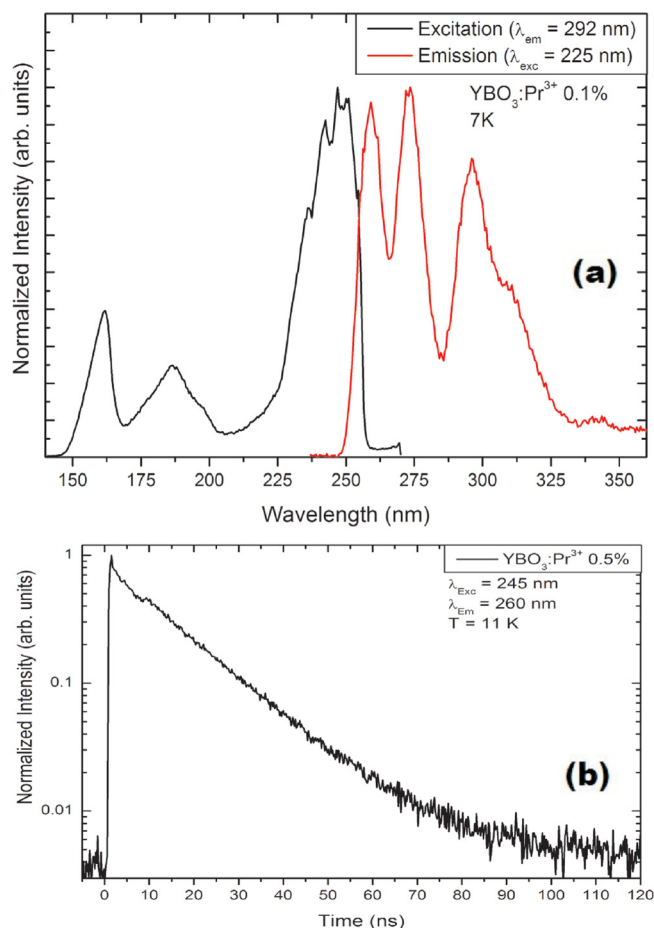 Excitation (λem = 292 nm)
Emission (λexc = 225 nm)
YBO3:Pr3+ 0.1%
7K
(a)
Normalized Intensity (arb. units)
140 150 175 200 225 250 275 300 325 350
Wavelength (nm)
YBO3:Pr3+ 0.5%
λExc = 245 nm
λEm = 260 nm
T = 11 K
(b)
Normalized Intensity (arb. units)
1
0.1
0.01
0 10 20 30 40 50 60 70 80 90 100 110 120
Time (ns)